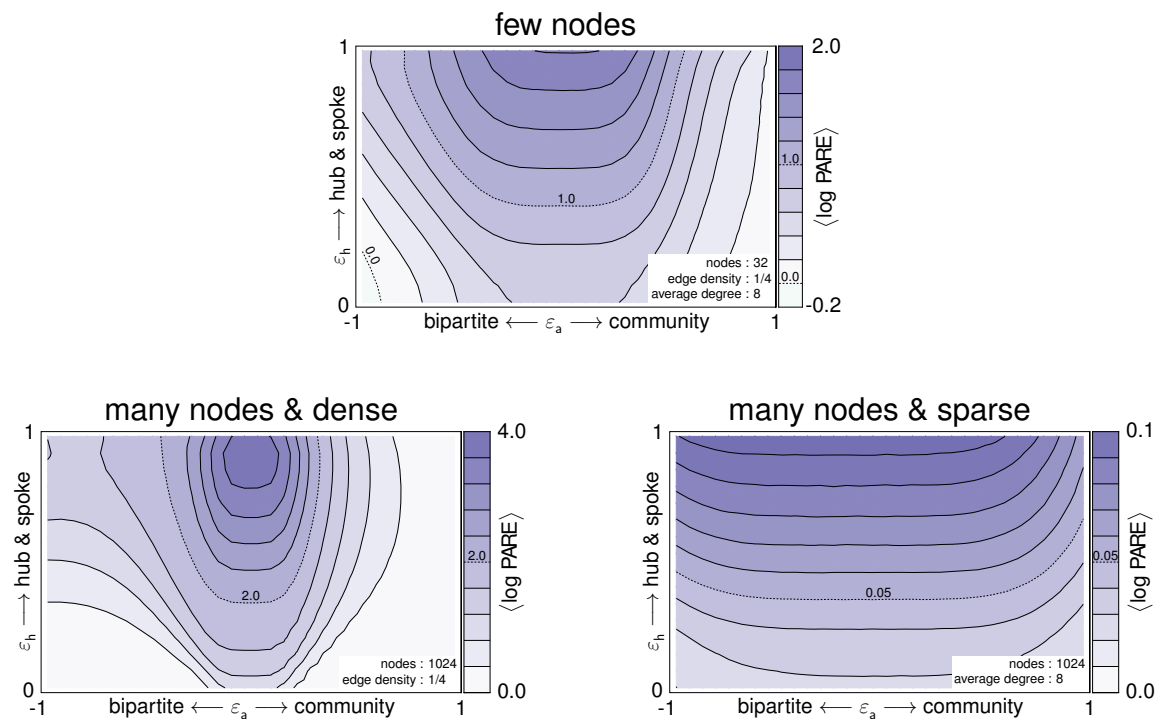 few nodes
1
2.0
ε_h ⟶ hub & spoke
1.0
0.0
nodes : 32
edge density : 1/4
average degree : 8
1.0
0.0
⟨log PARE⟩
0
-0.2
-1
bipartite ⟵ ε_a ⟶ community
1
many nodes & dense
1
4.0
ε_h ⟶ hub & spoke
2.0
2.0
⟨log PARE⟩
nodes : 1024
edge density : 1/4
0
0.0
-1
bipartite ⟵ ε_a ⟶ community
1
many nodes & sparse
1
0.1
ε_h ⟶ hub & spoke
0.05
0.05
⟨log PARE⟩
nodes : 1024
average degree : 8
0
0.0
-1
bipartite ⟵ ε_a ⟶ community
1